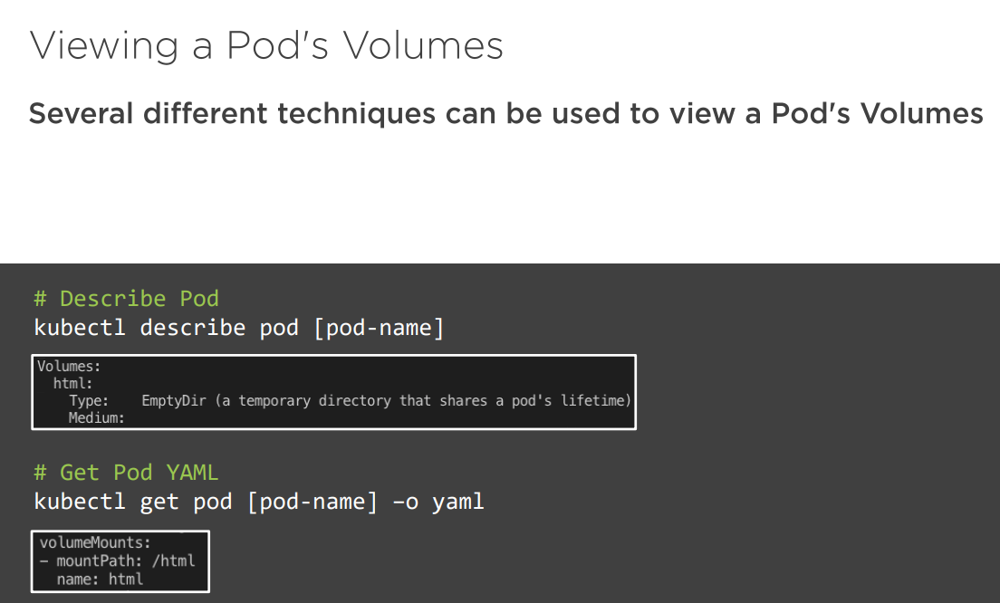 Viewing a Pod's Volumes
Several different techniques can be used to view a Pod's Volumes
# Describe Pod
kubectl describe pod [pod-name]
Volumes:
  html:
    Type:    EmptyDir (a temporary directory that shares a pod's lifetime)
    Medium:
# Get Pod YAML
kubectl get pod [pod-name] –o yaml
volumeMounts:
– mountPath: /html
  name: html